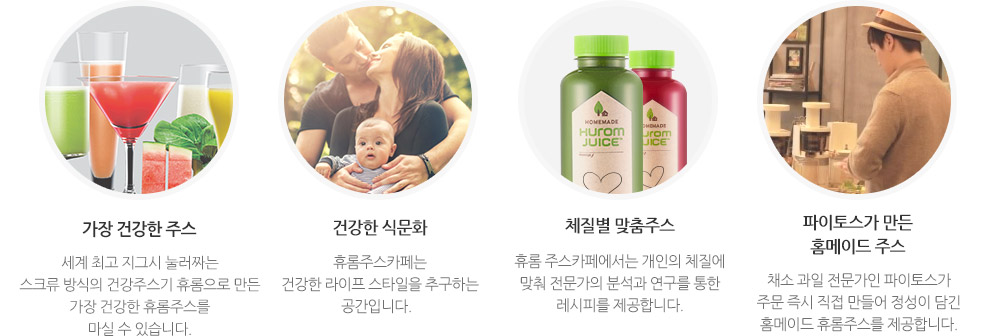 HOMEMADE
Hurom
JUICE
HOMEMADE
Hurom
JUICE
가장 건강한 주스
세계 최고 지그시 눌러짜는
스크류 방식의 건강주스기 휴롬으로 만든
가장 건강한 휴롬주스를
마실 수 있습니다.
건강한 식문화
휴롬주스카페는
건강한 라이프 스타일을 추구하는
공간입니다.
체질별 맞춤주스
휴롬 주스카페에서는 개인의 체질에
맞춰 전문가의 분석과 연구를 통한
레시피를 제공합니다.
파이토스가 만든
홈메이드 주스
채소 과일 전문가인 파이토스가
주문 즉시 직접 만들어 정성이 담긴
홈메이드 휴롬주스를 제공합니다.